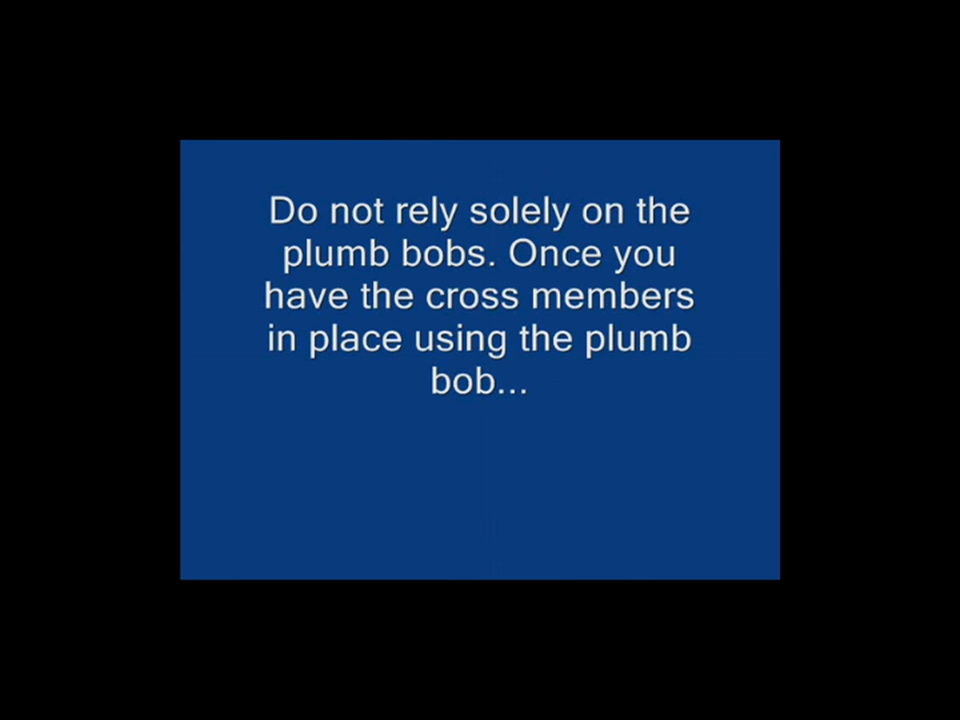 Do not rely solely on the
plumb bobs. Once you
have the cross members
in place using the plumb
bob...